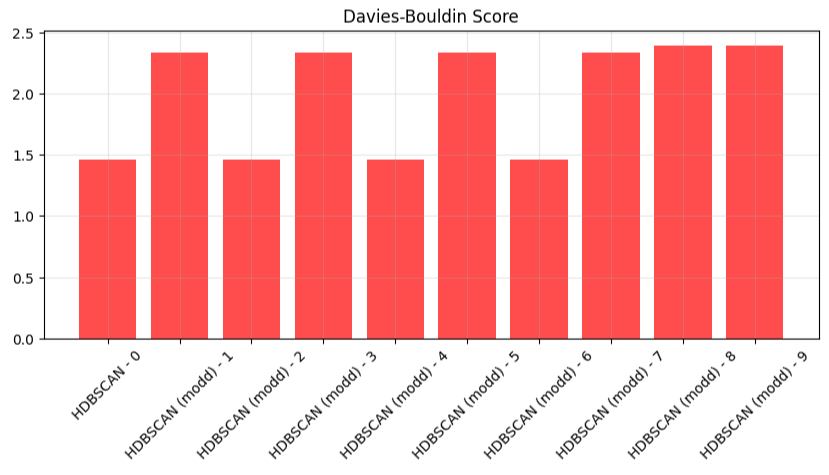 Davies-Bouldin Score
2.5
2.0
1.5
1.0
0.5
0.0
HDBSCAN - 0
HDBSCAN (modd) - 1
HDBSCAN (modd) - 2
HDBSCAN (modd) - 3
HDBSCAN (modd) - 4
HDBSCAN (modd) - 5
HDBSCAN (modd) - 6
HDBSCAN (modd) - 7
HDBSCAN (modd) - 8
HDBSCAN (modd) - 9